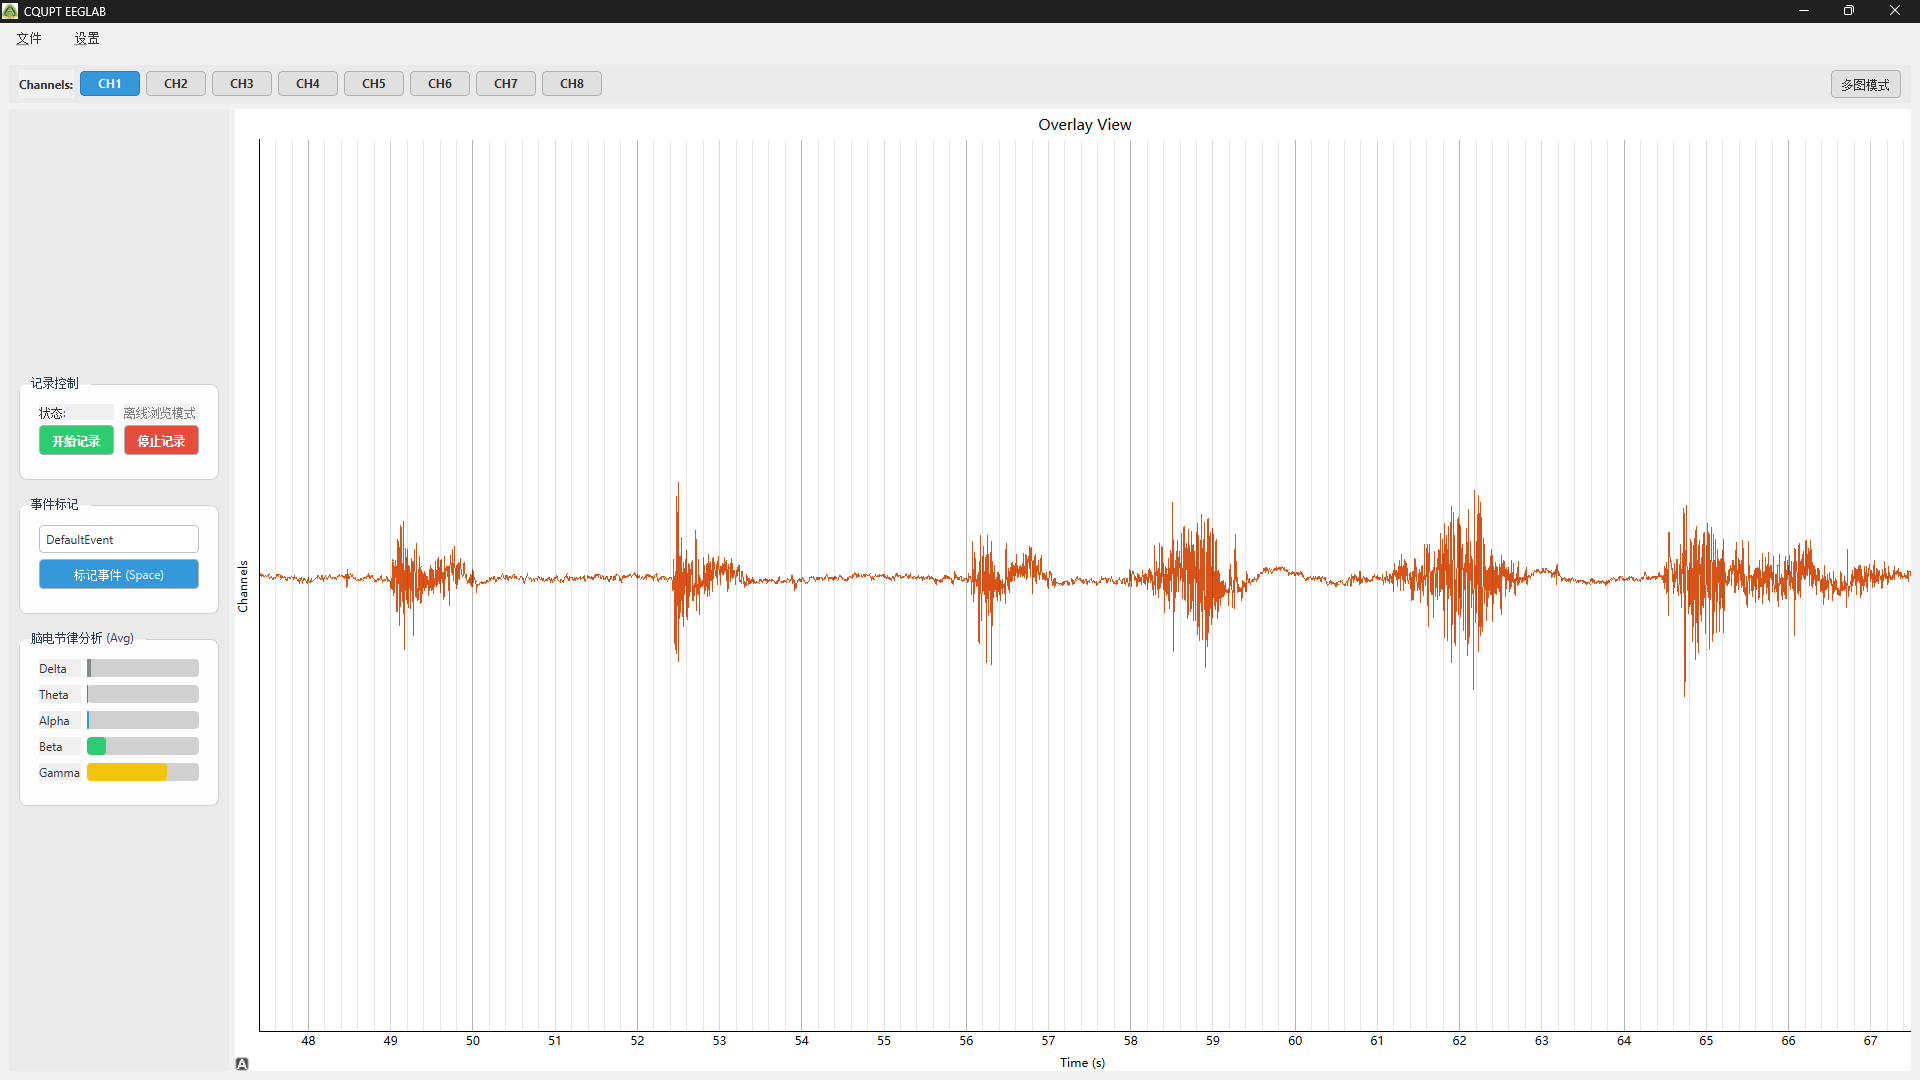 CQUPT EEGLAB
文件 设置
Channels: CH1 CH2 CH3 CH4 CH5 CH6 CH7 CH8 多图模式
Overlay View
记录控制
状态: 离线浏览模式
开始记录 停止记录
事件标记
DefaultEvent
标记事件 (Space)
脑电节律分析 (Avg)
Delta
Theta
Alpha
Beta
Gamma
Channels
48 49 50 51 52 53 54 55 56 57 58 59 60 61 62 63 64 65 66 67
Time (s)
A